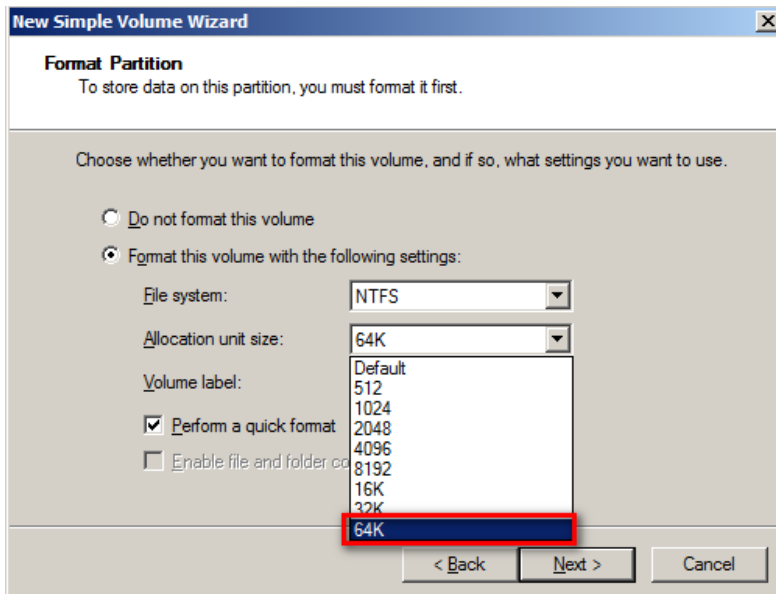 New Simple Volume Wizard
Format Partition
To store data on this partition, you must format it first.
Choose whether you want to format this volume, and if so, what settings you want to use.
Do not format this volume
Format this volume with the following settings:
File system: NTFS
Allocation unit size: 64K
Default
Volume label:
512
1024
Perform a quick format
2048
4096
Enable file and folder co
8192
16K
32K
64K
< Back Next > Cancel